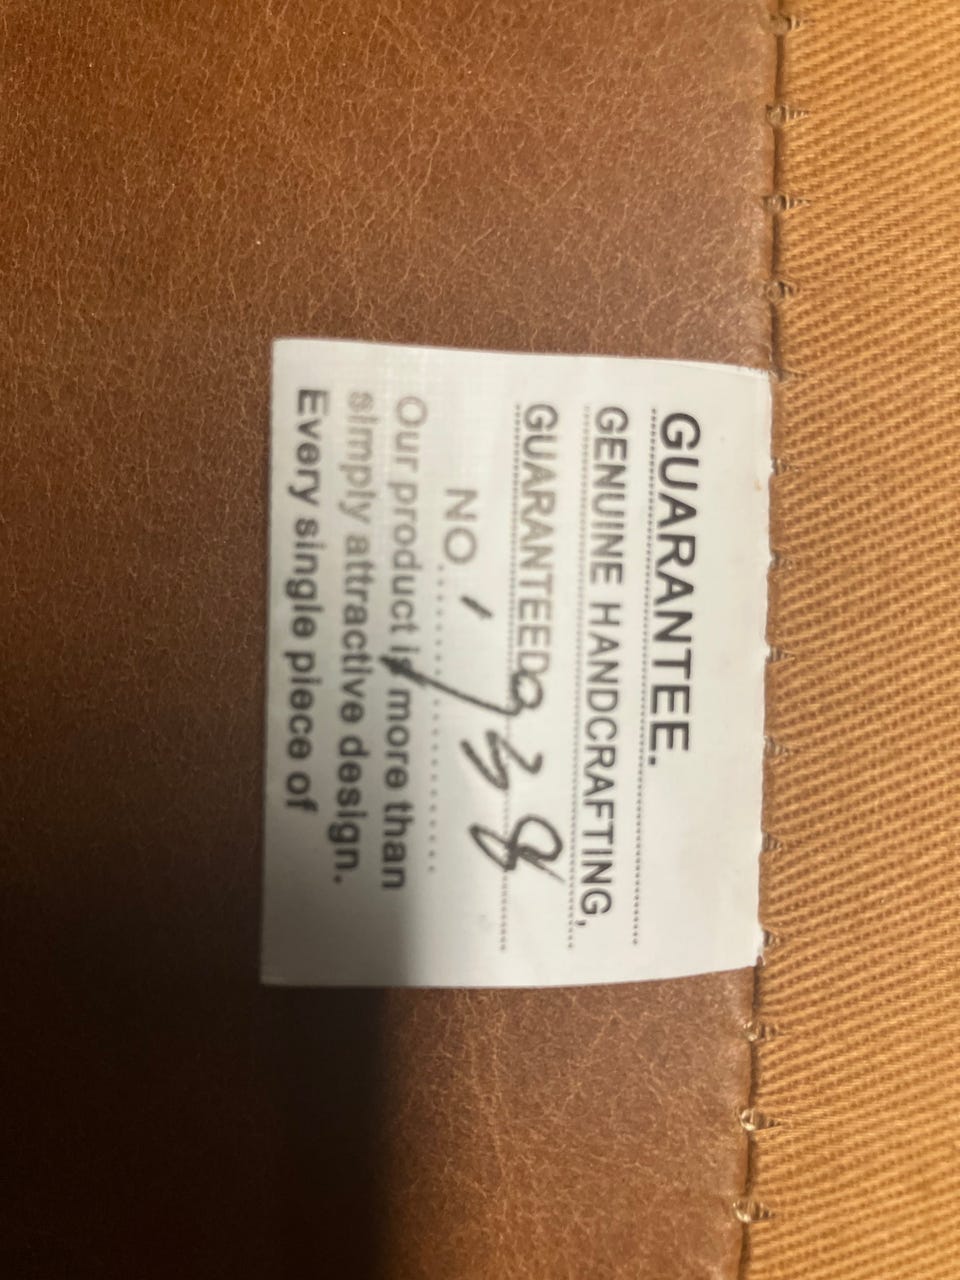 GUARANTEE.
GENUINE HANDCRAFTING,
GUARANTEED
NO
Our product is more than
simply attractive design.
Every single piece of